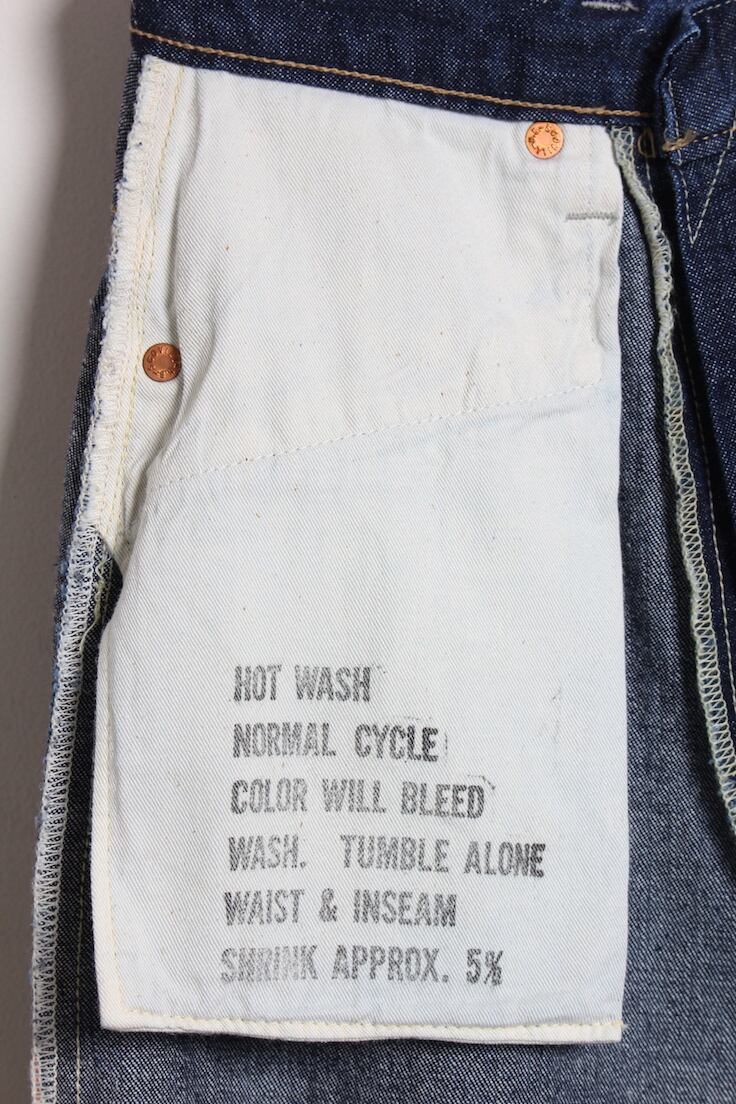 HOT WASH
NORMAL CYCLE
COLOR WILL BLEED
WASH. TUMBLE ALONE
WAIST & INSEAM
SHRINK APPROX. 5%